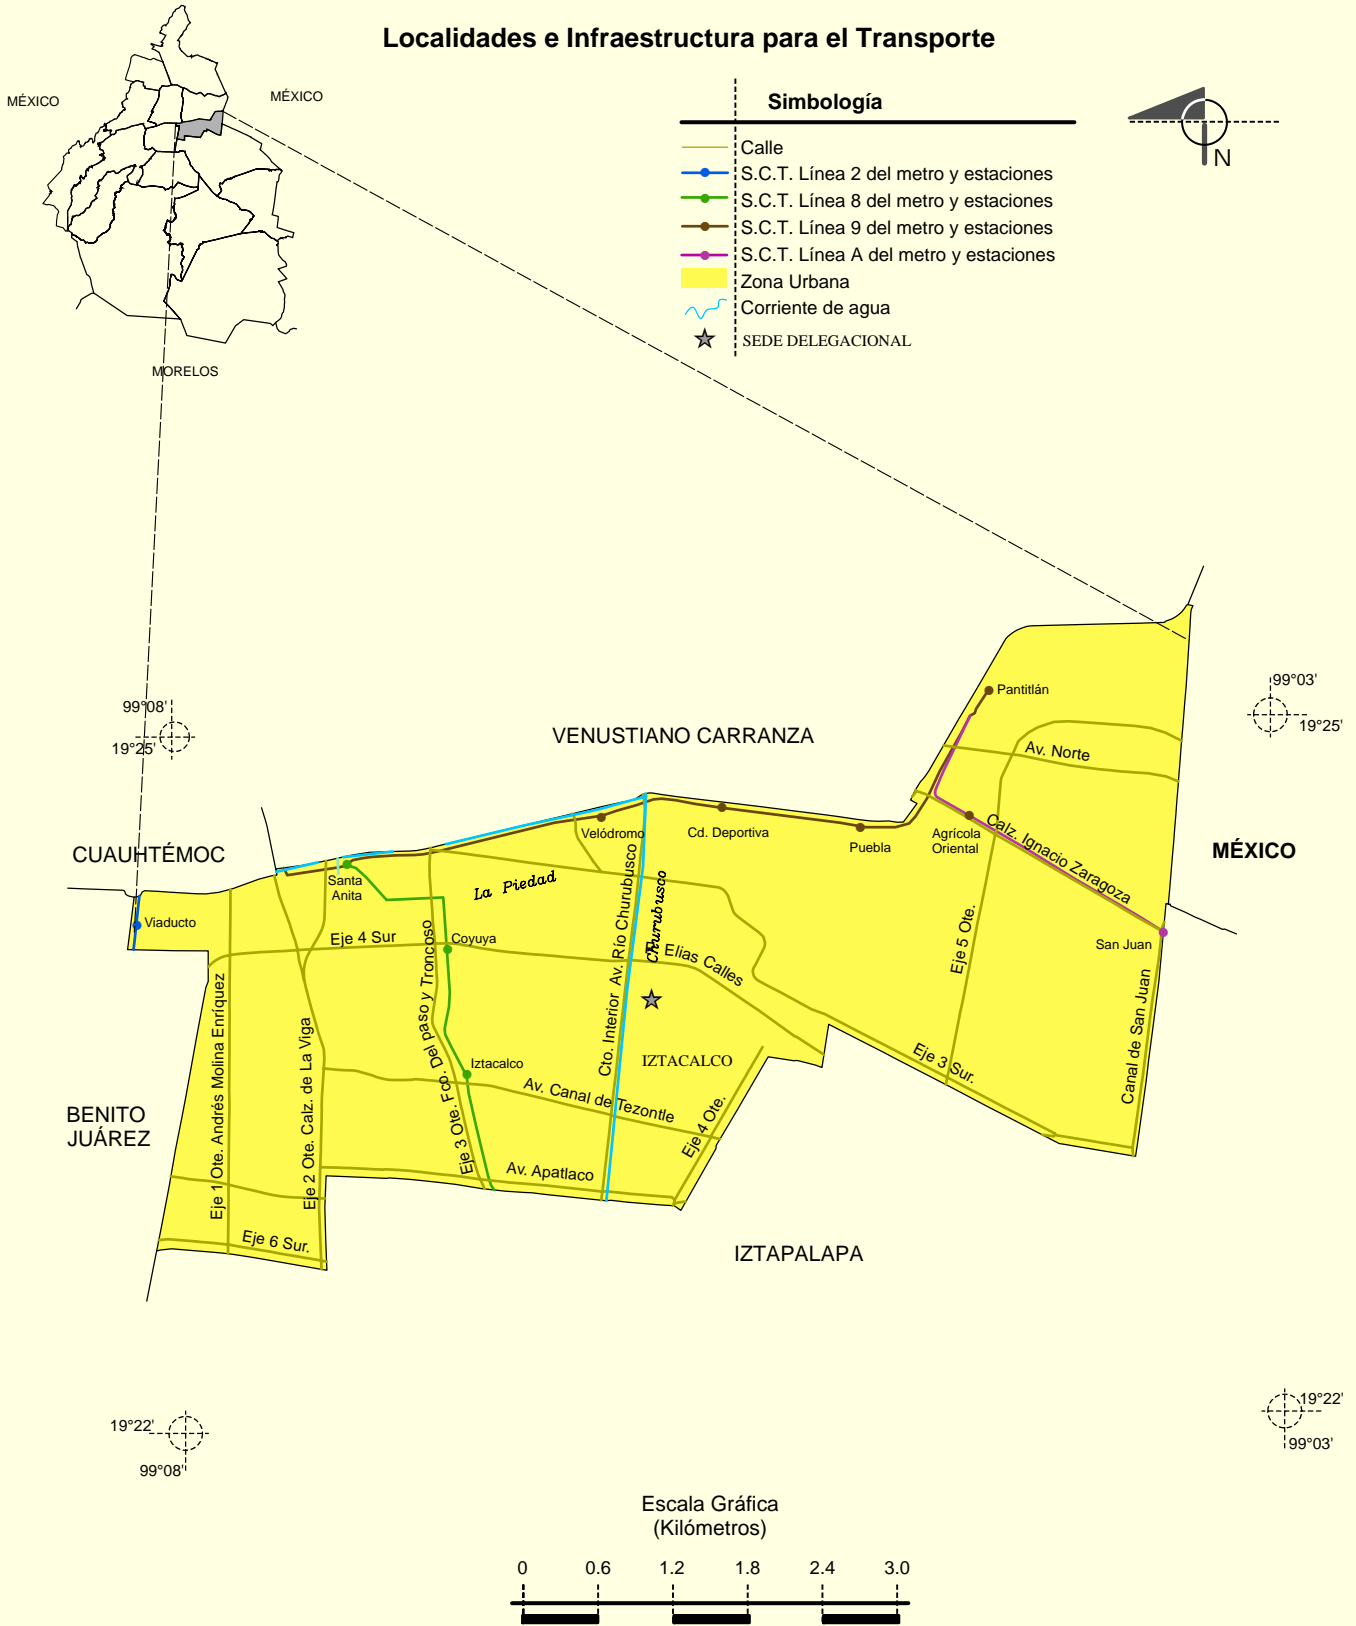 Localidades e Infraestructura para el Transporte
MÉXICO
MÉXICO
MORELOS
Simbología
Calle
S.C.T. Línea 2 del metro y estaciones
S.C.T. Línea 8 del metro y estaciones
S.C.T. Línea 9 del metro y estaciones
S.C.T. Línea A del metro y estaciones
Zona Urbana
Corriente de agua
SEDE DELEGACIONAL
N
99°08'
19°25'
99°03'
19°25'
VENUSTIANO CARRANZA
CUAUHTÉMOC
MÉXICO
BENITO
JUÁREZ
IZTAPALAPA
Pantitlán
Av. Norte
Velódromo
Cd. Deportiva
Puebla
Agrícola
Oriental
Calz. Ignacio Zaragoza
San Juan
Santa
Anita
La Piedad
Viaducto
Eje 4 Sur
Coyuya
Churubusco
P. Elias Calles
Eje 5 Ote.
Eje 1 Ote. Andrés Molina Enríquez
Eje 2 Ote. Calz. de La Viga
Eje 3 Ote. Fco. Del Paso y Troncoso
Cto. Interior Av. Río Churubusco
Iztacalco
IZTACALCO
Av. Canal de Tezontle
Eje 4 Ote.
Eje 3 Sur.
Canal de San Juan
Av. Apatlaco
Eje 6 Sur.
19°22'
99°08'
19°22'
99°03'
Escala Gráfica
(Kilómetros)
0 0.6 1.2 1.8 2.4 3.0